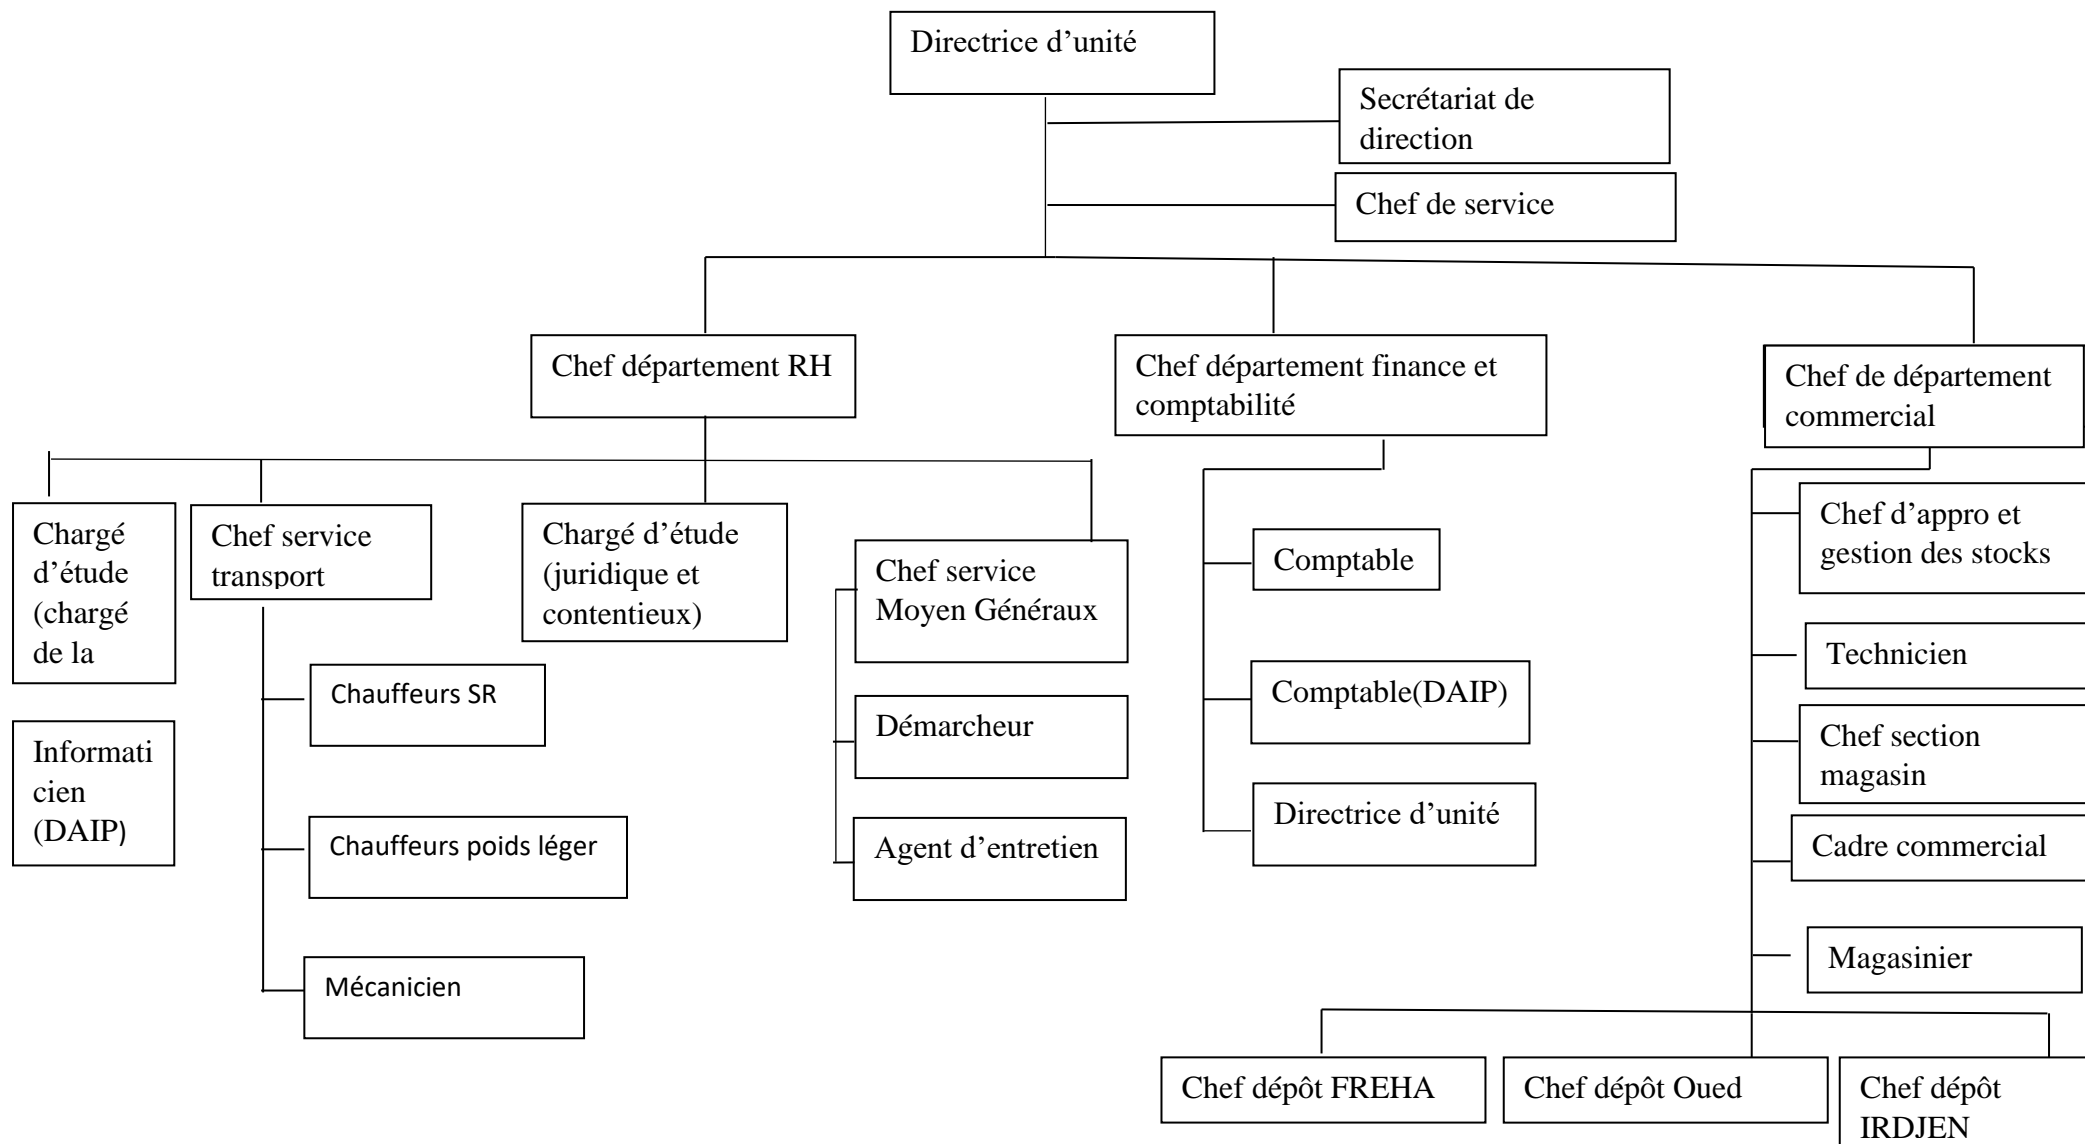 Directrice d’unité
Secrétariat de
direction
Chef de service
Chef département RH
Chef département finance et
comptabilité
Chef de département
commercial
Chargé
d’étude
(chargé
de la
Chef service
transport
Chargé d’étude
(juridique et
contentieux)
Chef service
Moyen Généraux
Comptable
Chef d’appro et
gestion des stocks
Technicien
Chauffeurs SR
Démarcheur
Comptable(DAIP)
Chef section
magasin
Informati
cien
(DAIP)
Chauffeurs poids léger
Agent d’entretien
Directrice d’unité
Cadre commercial
Mécanicien
Magasinier
Chef dépôt FREHA
Chef dépôt Oued
Chef dépôt
IRDJEN